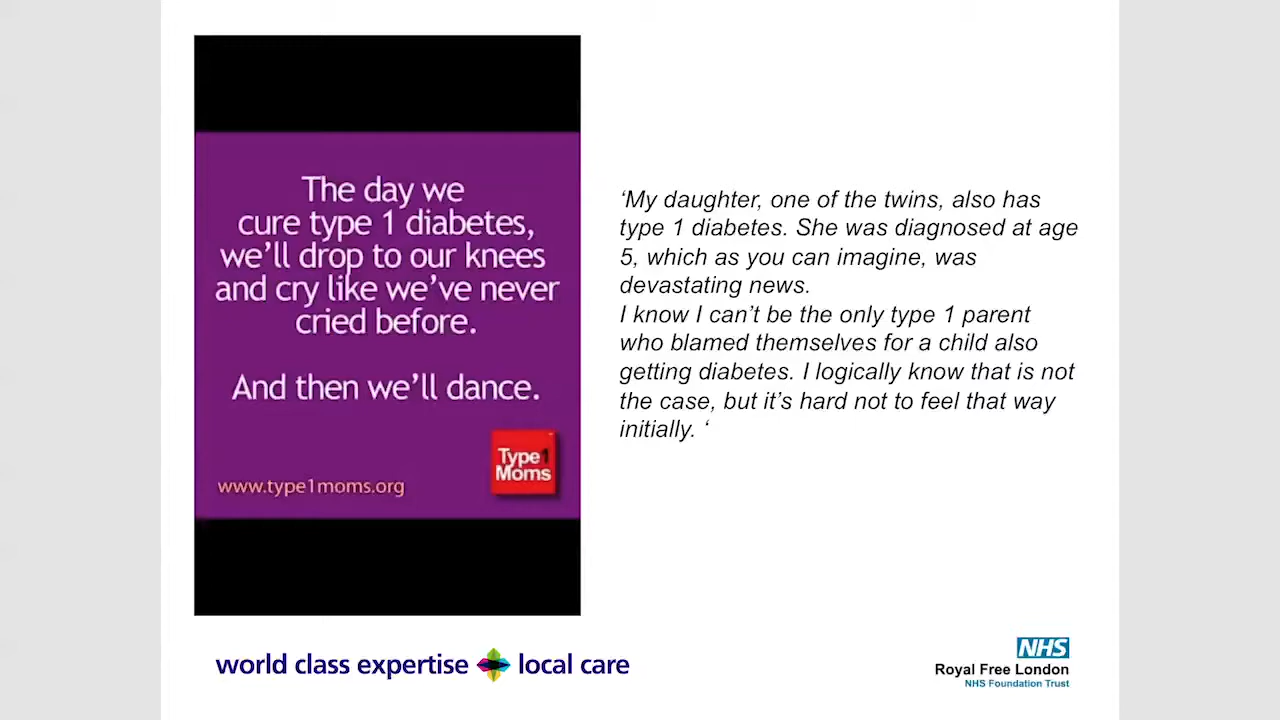 The day we
cure type 1 diabetes,
we'll drop to our knees
and cry like we've never
cried before.
And then we'll dance.
Type1
Moms
www.type1moms.org
‘My daughter, one of the twins, also has
type 1 diabetes. She was diagnosed at age
5, which as you can imagine, was
devastating news.
I know I can’t be the only type 1 parent
who blamed themselves for a child also
getting diabetes. I logically know that is not
the case, but it’s hard not to feel that way
initially. ‘
world class expertise local care
NHS
Royal Free London
NHS Foundation Trust